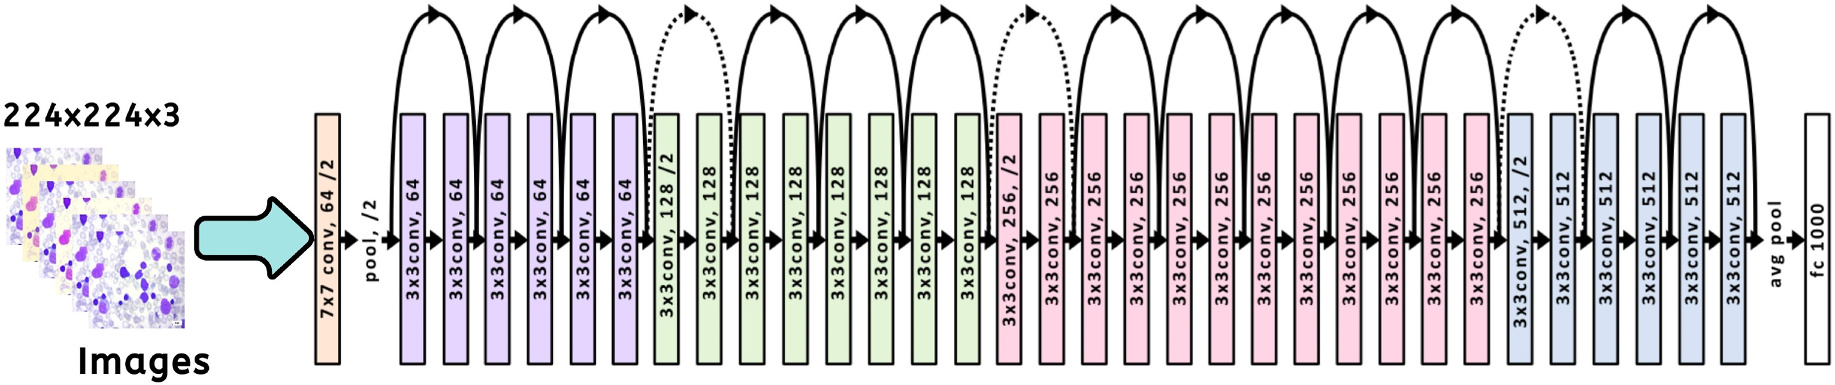 224x224x3
Images
7x7 conv, 64 /2
pool, /2
3x3conv, 64
3x3conv, 64
3x3conv, 64
3x3conv, 64
3x3conv, 64
3x3conv, 64
3x3conv, 128 /2
3x3conv, 128
3x3conv, 128
3x3conv, 128
3x3conv, 128
3x3conv, 128
3x3conv, 128
3x3conv, 128
3x3conv, 256, /2
3x3conv, 256
3x3conv, 256
3x3conv, 256
3x3conv, 256
3x3conv, 256
3x3conv, 256
3x3conv, 256
3x3conv, 256
3x3conv, 256
3x3conv, 256
3x3conv, 256
3x3conv, 512, /2
3x3conv, 512
3x3conv, 512
3x3conv, 512
3x3conv, 512
3x3conv, 512
avg pool
fc 1000